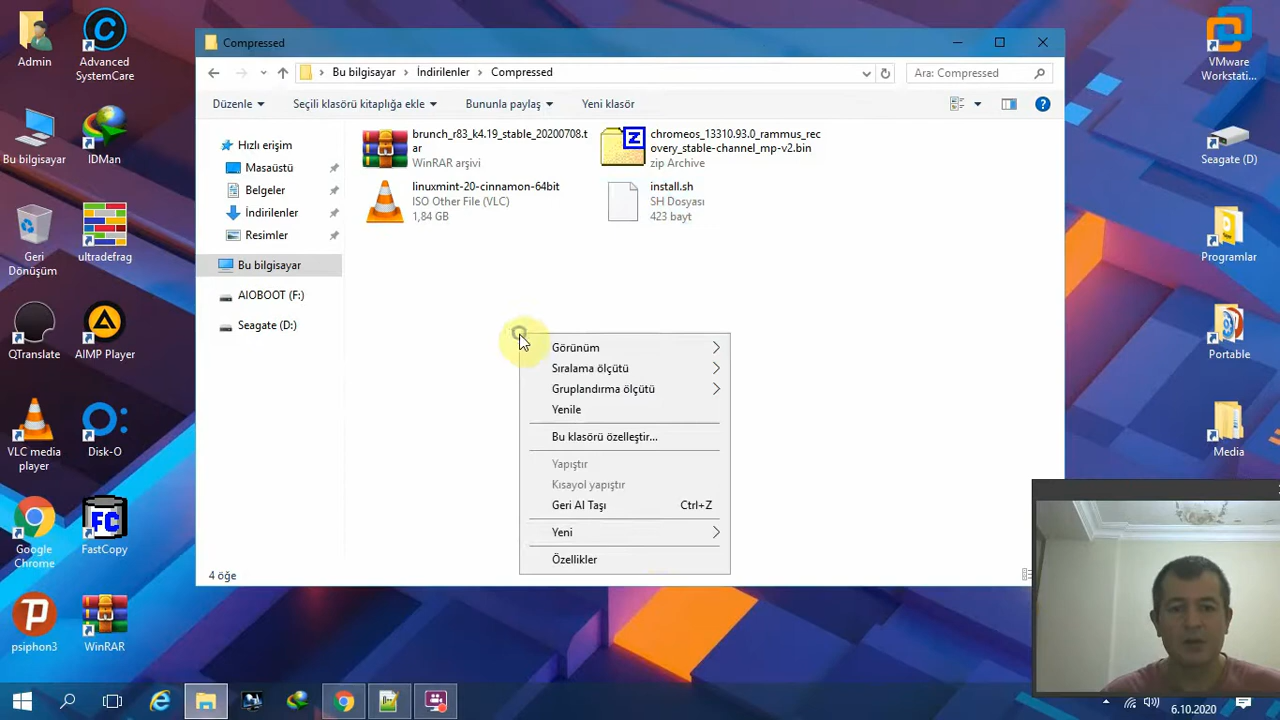 Compressed
Bu bilgisayar
İndirilenler
Compressed
Ara: Compressed
Düzenle
Seçili klasörü kitaplığa ekle
Bununla paylaş
Yeni klasör
Hızlı erişim
Masaüstü
Belgeler
İndirilenler
Resimler
Bu bilgisayar
AIOBOOT (F:)
Seagate (D:)
brunch_r83_k4.19_stable_20200708.t
ar
WinRAR arşivi
chromeos_13310.93.0_rammus_rec
overy_stable-channel_mp-v2.bin
zip Archive
linuxmint-20-cinnamon-64bit
ISO Other File (VLC)
1,84 GB
install.sh
SH Dosyası
423 bayt
Görünüm
Sıralama ölçütü
Gruplandırma ölçütü
Yenile
Bu klasörü özelleştir...
Yapıştır
Kısayol yapıştır
Geri Al Taşı Ctrl+Z
Yeni
Özellikler
4 öğe
Admin
Advanced
SystemCare
Bu bilgisayar
IDMan
Geri
Dönüşüm
ultradefrag
QTranslate
AIMP Player
VLC media
player
Disk-O
Google
Chrome
FC
FastCopy
psiphon3
WinRAR
VMware
Workstati...
Seagate (D)
Programlar
Portable
Media
6.10.2020